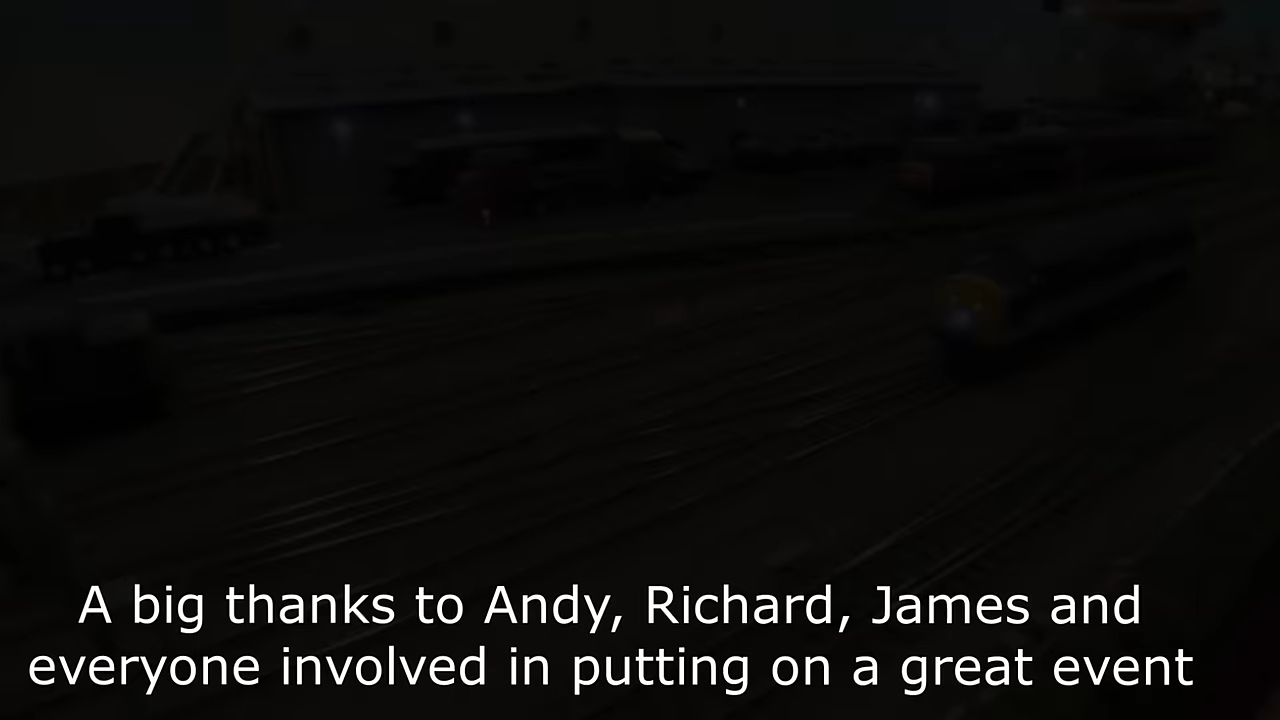 A big thanks to Andy, Richard, James and
everyone involved in putting on a great event